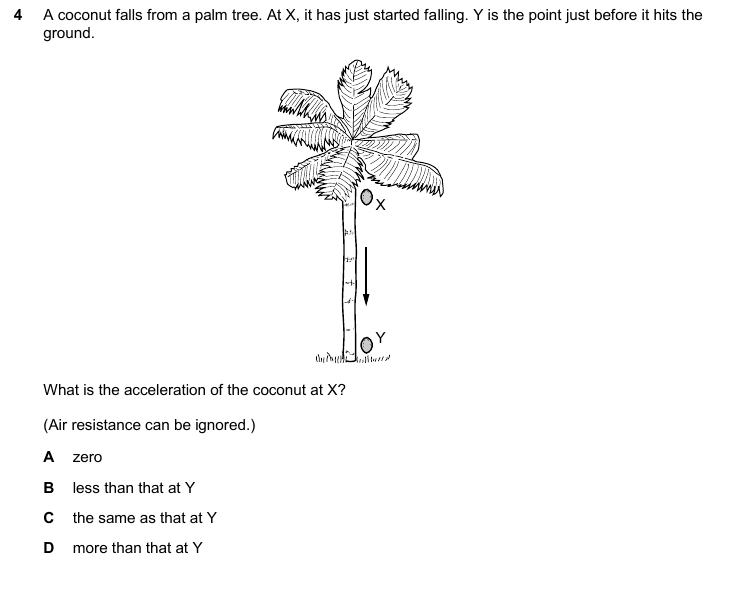 4 A coconut falls from a palm tree. At X, it has just started falling. Y is the point just before it hits the
ground.
X
Y
What is the acceleration of the coconut at X?
(Air resistance can be ignored.)
A zero
B less than that at Y
C the same as that at Y
D more than that at Y